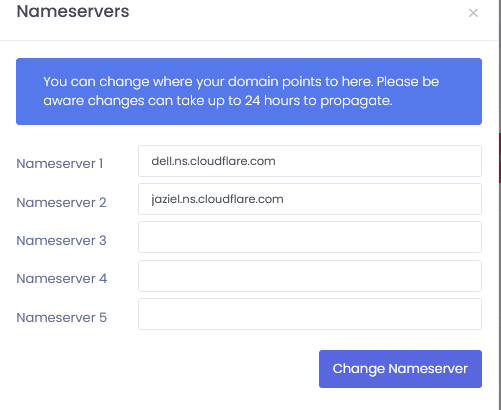 Nameservers
You can change where your domain points to here. Please be
aware changes can take up to 24 hours to propagate.
Nameserver 1
dell.ns.cloudflare.com
Nameserver 2
jaziel.ns.cloudflare.com
Nameserver 3
Nameserver 4
Nameserver 5
Change Nameserver